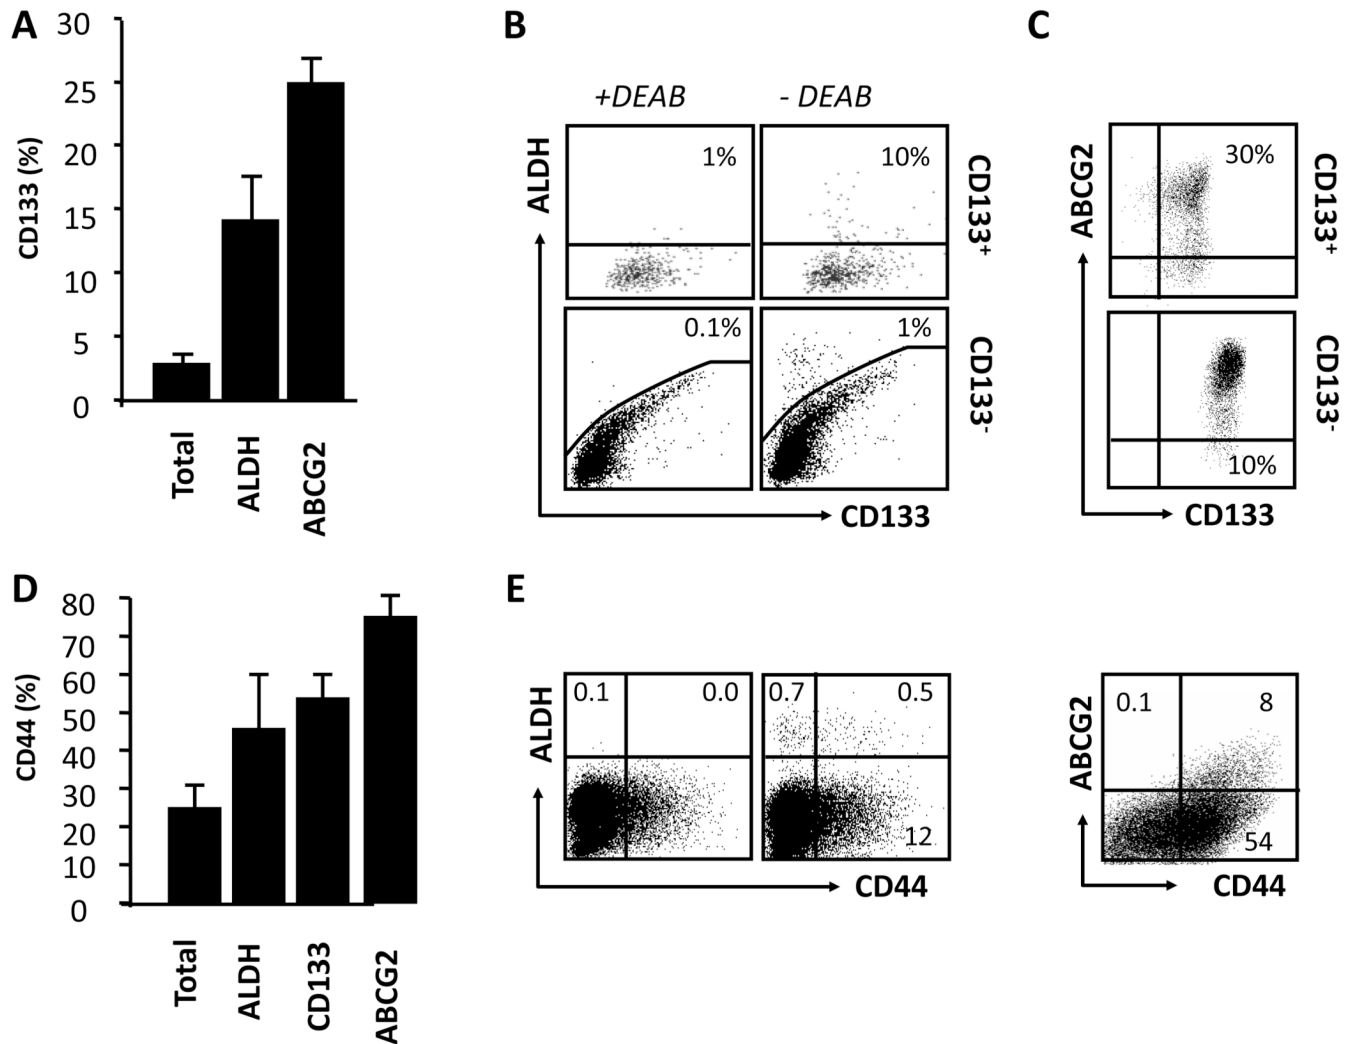 A
30
25
20
15
10
5
0
CD133 (%)
Total
ALDH
ABCG2
B
+DEAB
- DEAB
ALDH
1%
10%
CD133+
0.1%
1%
CD133-
CD133
C
ABCG2
30%
CD133+
10%
CD133-
CD133
D
80
70
60
50
40
30
20
10
0
CD44 (%)
Total
ALDH
CD133
ABCG2
E
ALDH
0.1
0.0
0.7
0.5
12
CD44
ABCG2
0.1
8
54
CD44